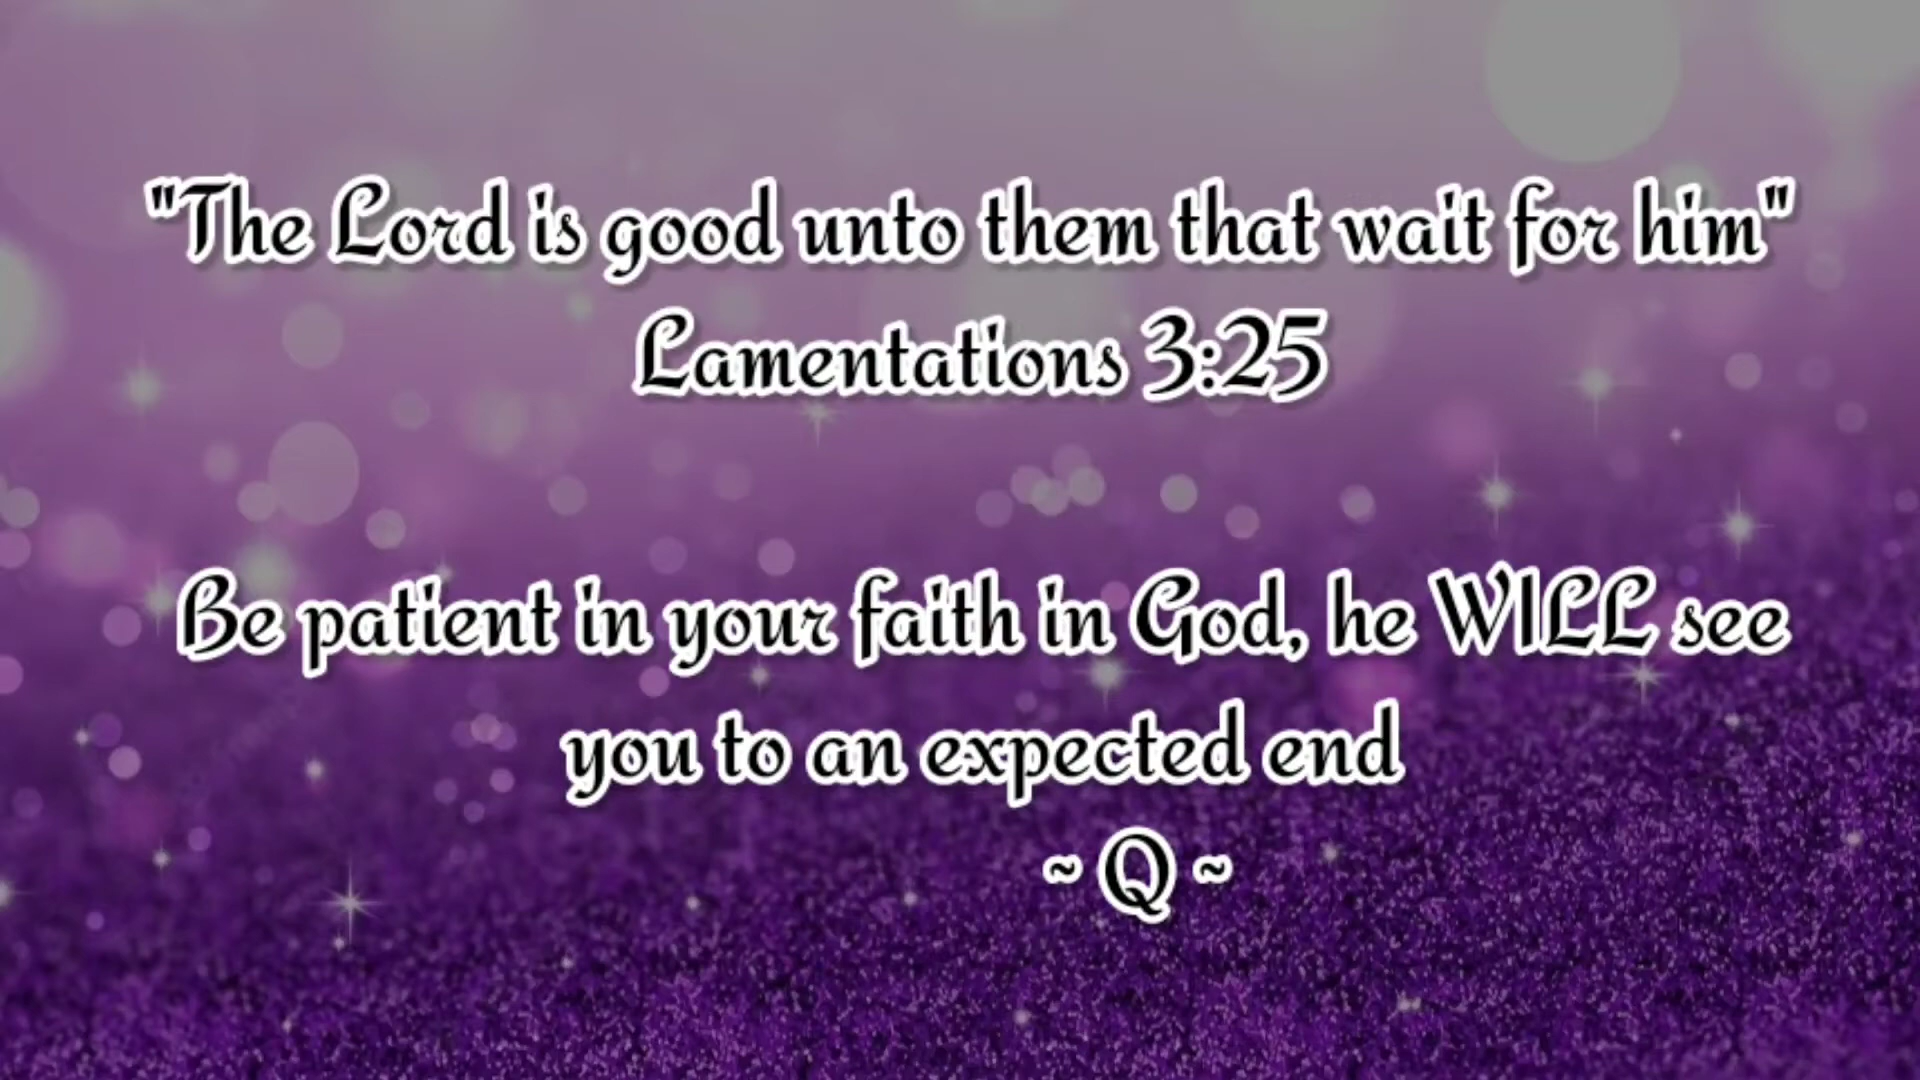 "The Lord is good unto them that wait for him"
Lamentations 3:25
Be patient in your faith in God, he WILL see
you to an expected end
~ Q ~